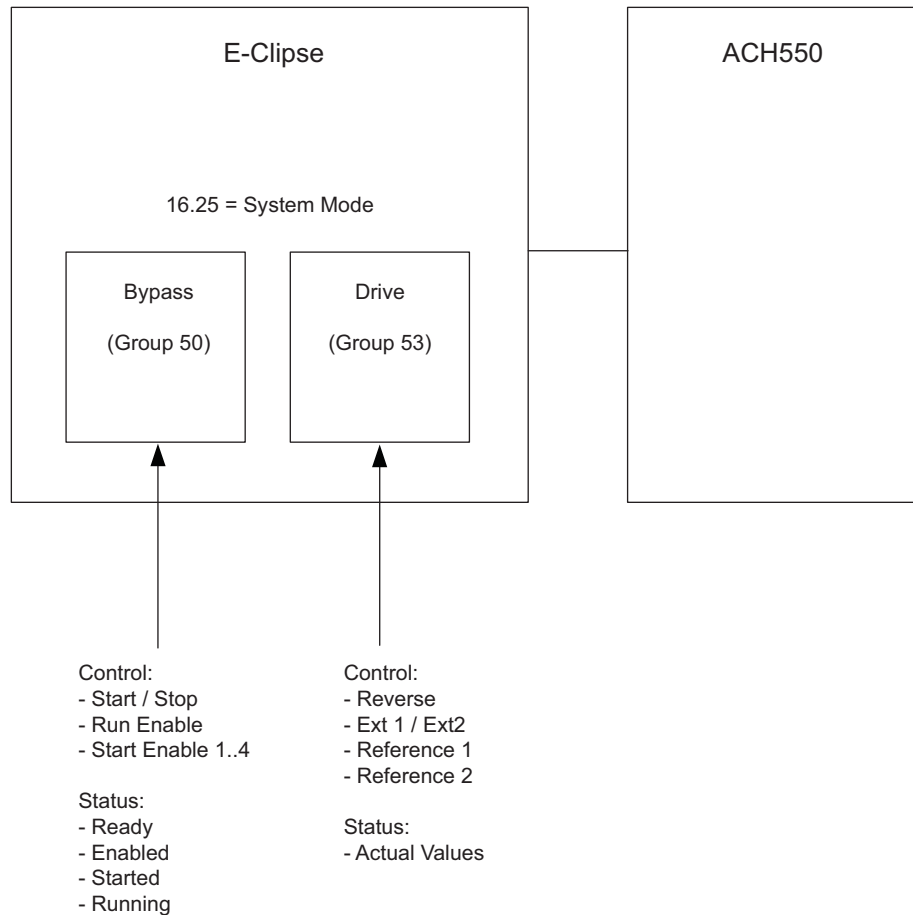 E-Clipse
ACH550
16.25 = System Mode
Bypass
(Group 50)
Drive
(Group 53)
Control:
- Start / Stop
- Run Enable
- Start Enable 1..4
Status:
- Ready
- Enabled
- Started
- Running
Control:
- Reverse
- Ext 1 / Ext2
- Reference 1
- Reference 2
Status:
- Actual Values